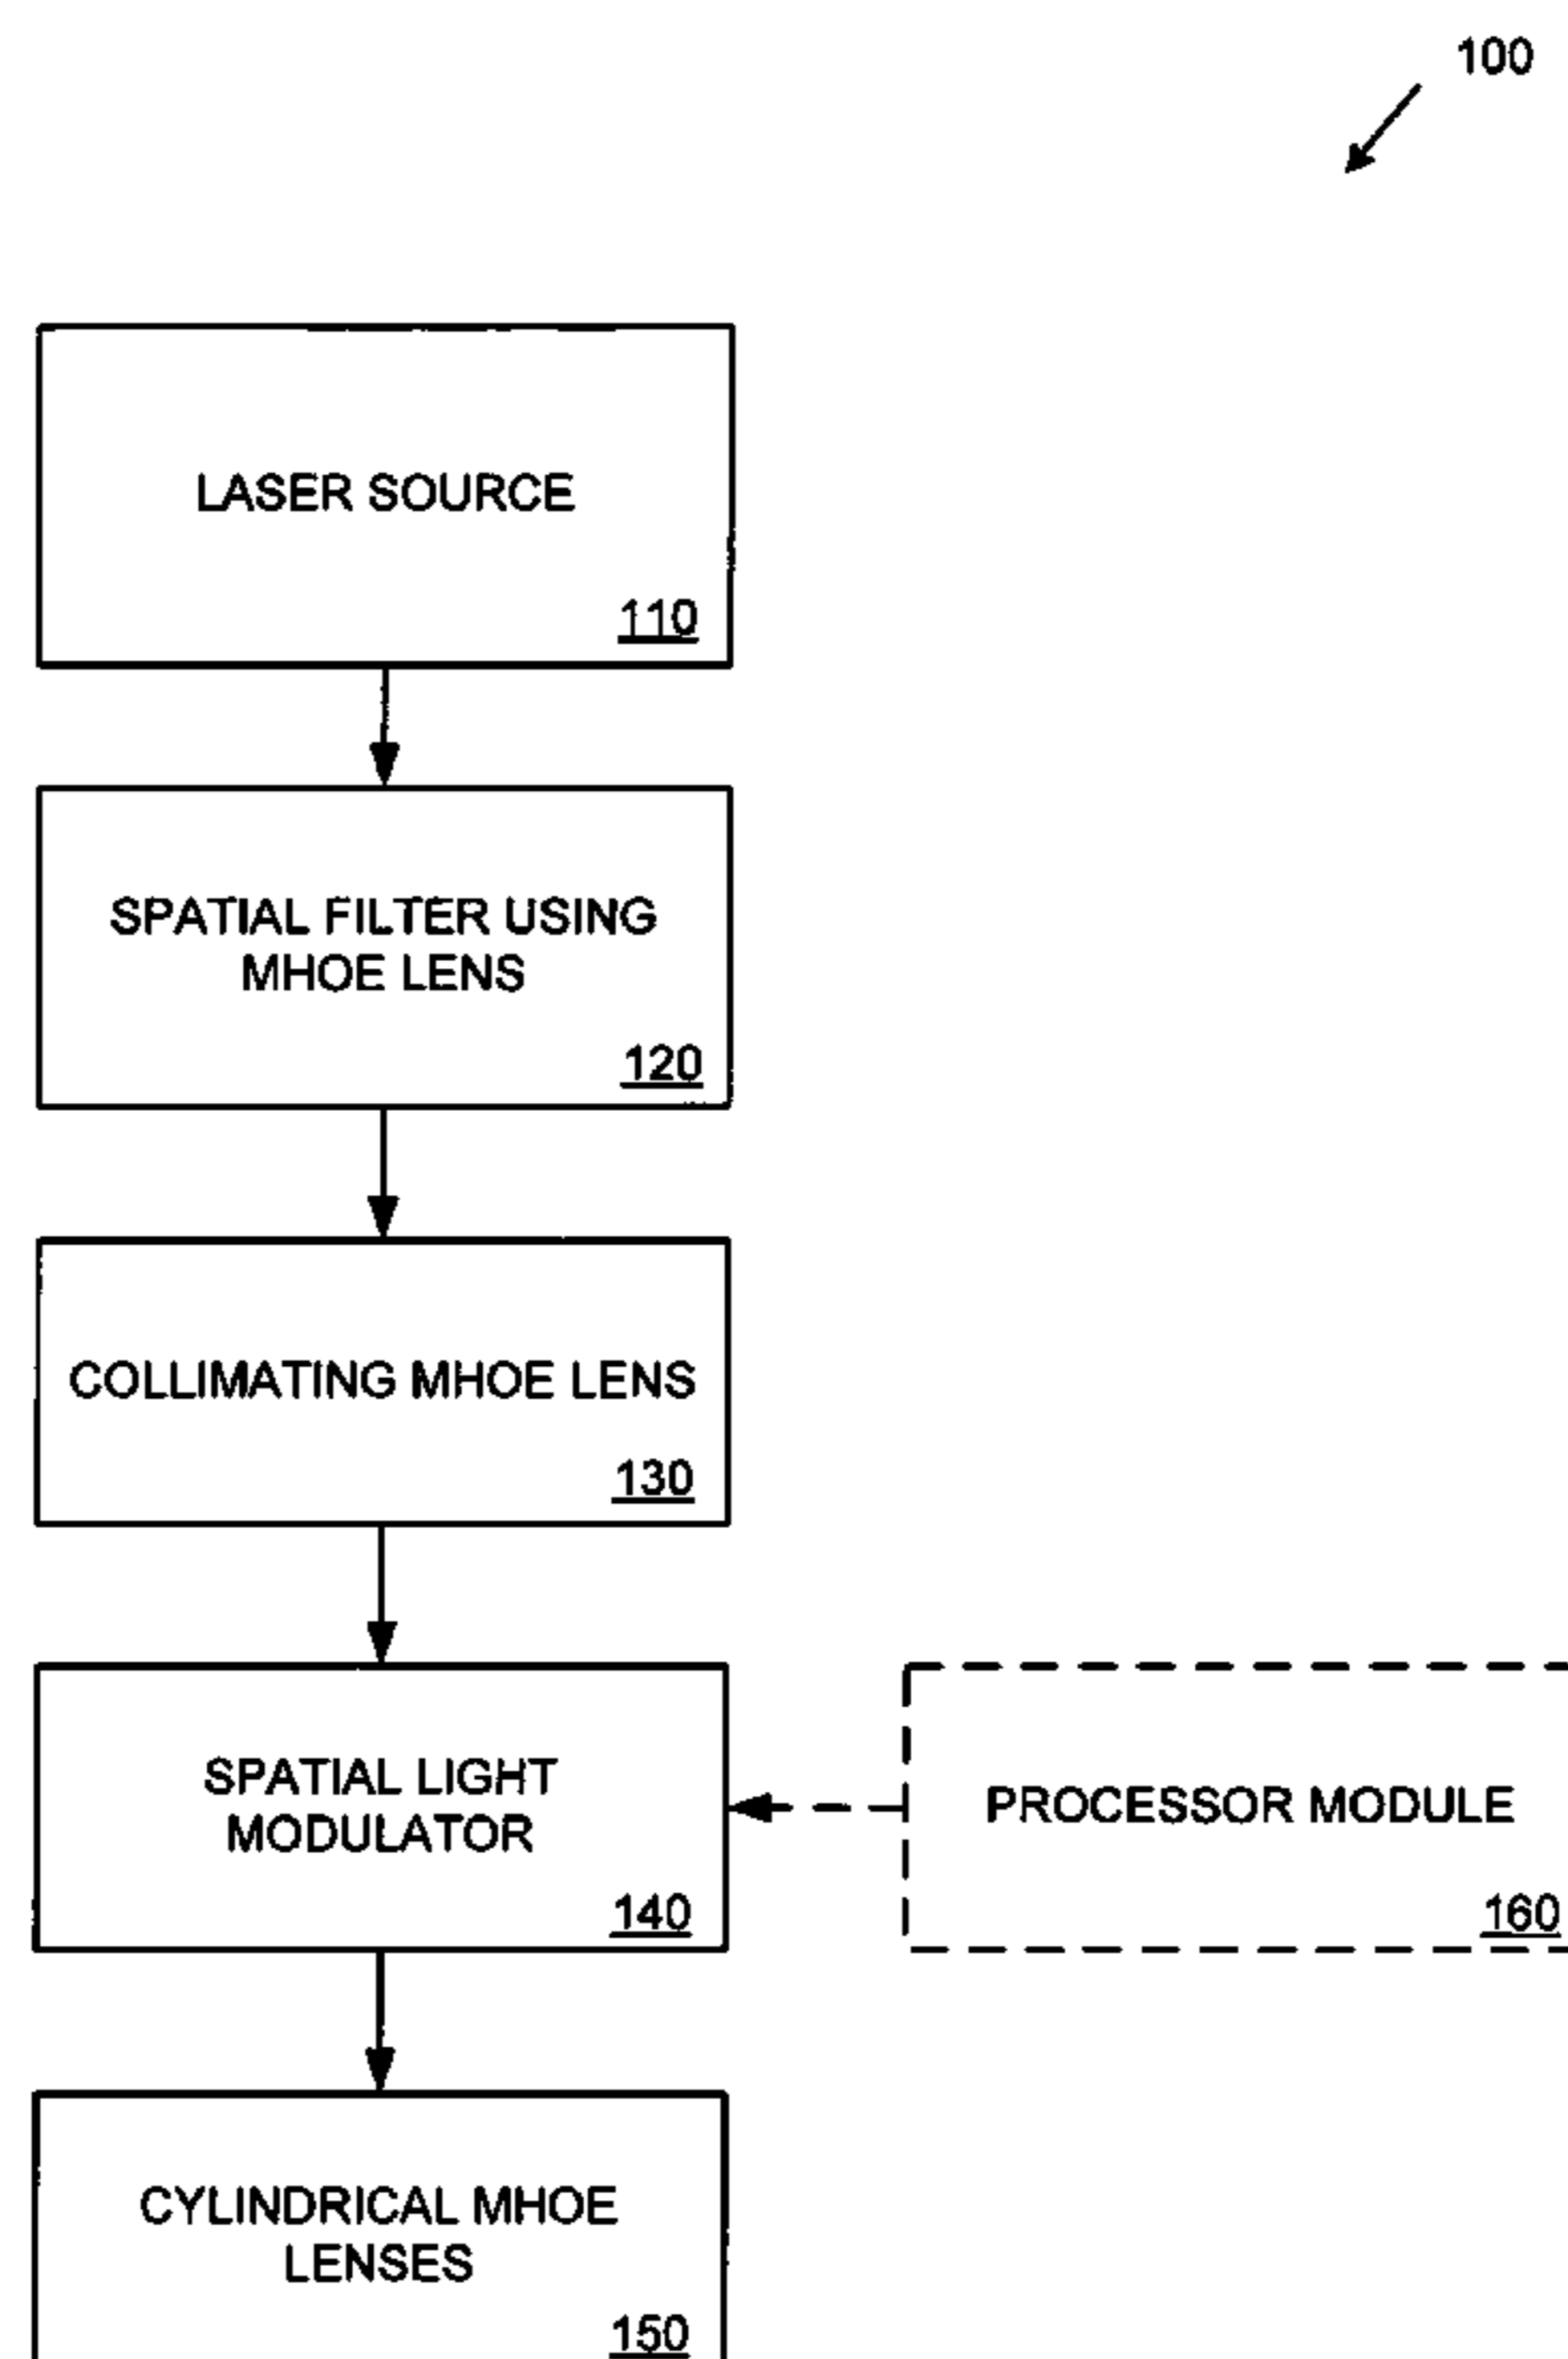 100
LASER SOURCE
110
SPATIAL FILTER USING
MHOE LENS
120
COLLIMATING MHOE LENS
130
SPATIAL LIGHT
MODULATOR
140
PROCESSOR MODULE
160
CYLINDRICAL MHOE
LENSES
150